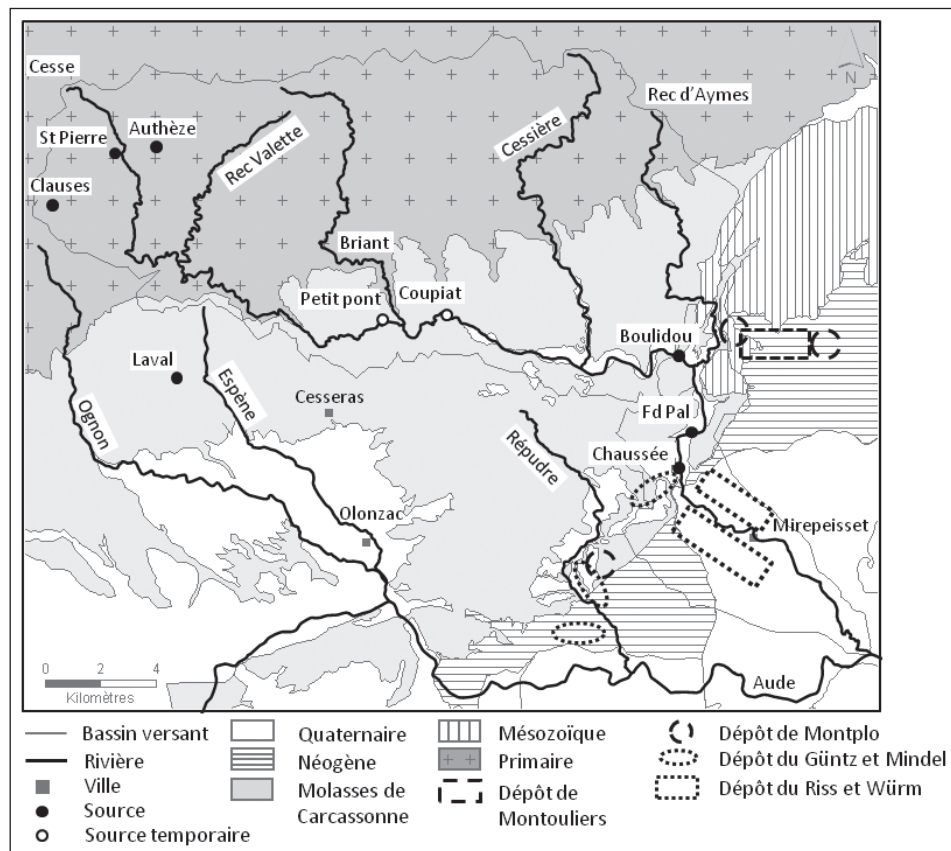 Cesse
N
Rec d'Aymes
St Pierre
Authèze
Rec Valette
Cessière
Clauses
Briant
Petit pont
Coupiat
Boulidou
Laval
Espène
Cesseras
Ognon
Fd Pal
Répudre
Chaussée
Olonzac
Mirepeisset
0 2 4
Kilomètres
Aude
Bassin versant
Rivière
Ville
Source
Source temporaire
Quaternaire
Néogène
Molasses de
Carcassonne
Mésozoïque
Primaire
Dépôt de
Montouliers
Dépôt de Montplo
Dépôt du Güntz et Mindel
Dépôt du Riss et Würm